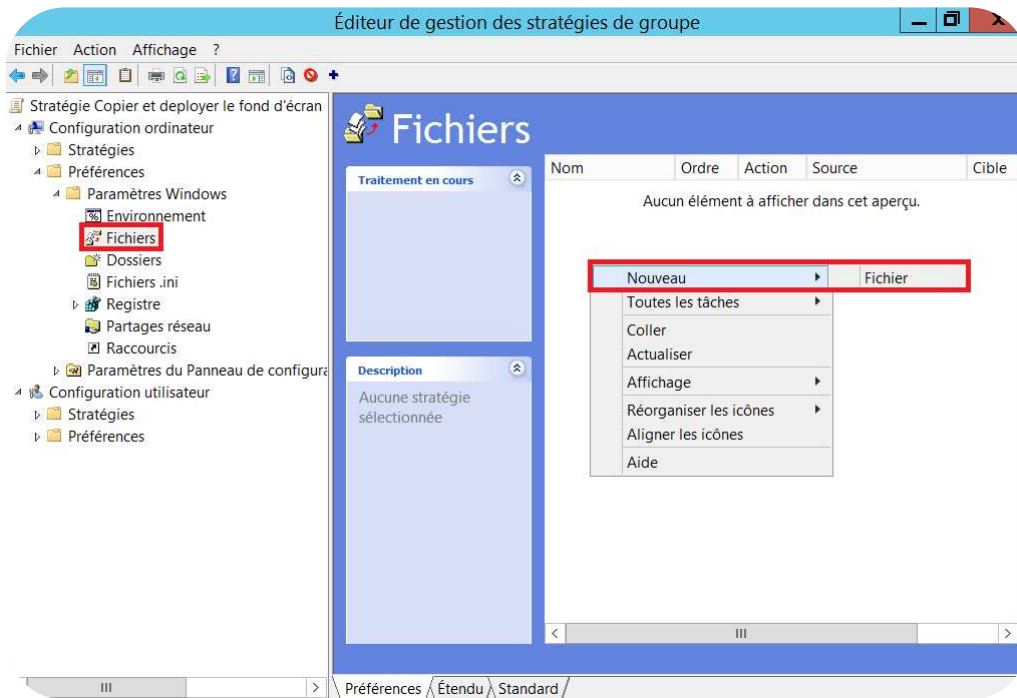 Éditeur de gestion des stratégies de groupe
Fichier Action Affichage ?
Stratégie Copier et deployer le fond d'écran
Configuration ordinateur
Stratégies
Préférences
Paramètres Windows
Environnement
Fichiers
Dossiers
Fichiers .ini
Registre
Partages réseau
Raccourcis
Paramètres du Panneau de configura
Configuration utilisateur
Stratégies
Préférences
Fichiers
Traitement en cours
Description
Aucune stratégie
sélectionnée
Nom Ordre Action Source Cible
Aucun élément à afficher dans cet aperçu.
Nouveau
Fichier
Toutes les tâches
Coller
Actualiser
Affichage
Réorganiser les icônes
Aligner les icônes
Aide
Préférences Étendu Standard